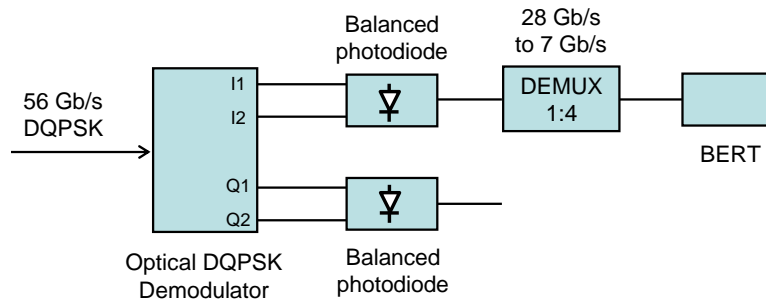 Balanced
photodiode
28 Gb/s
to 7 Gb/s
56 Gb/s
DQPSK
I1
I2
DEMUX
1:4
BERT
Q1
Q2
Optical DQPSK
Demodulator
Balanced
photodiode